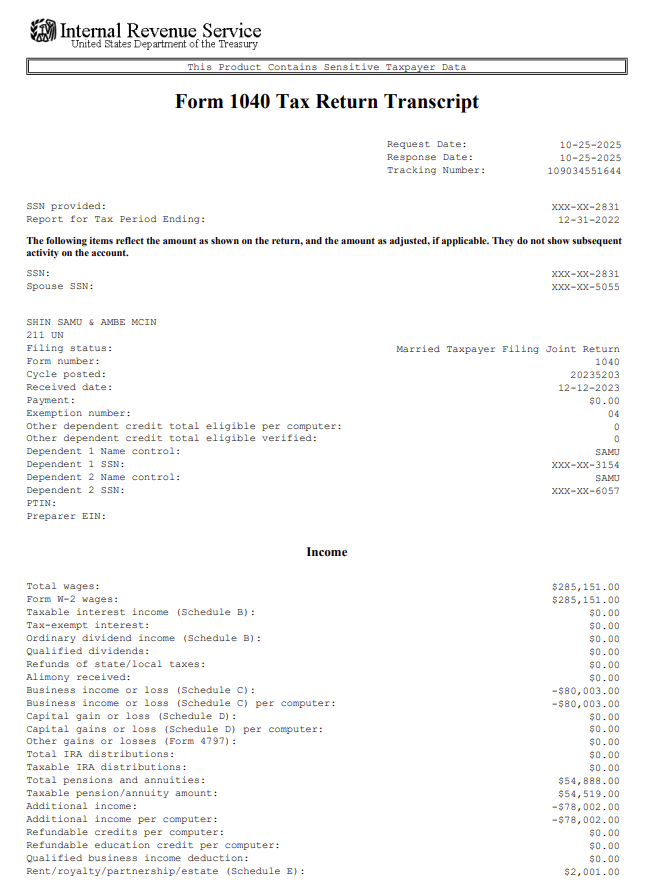 Internal Revenue Service
United States Department of the Treasury
This Product Contains Sensitive Taxpayer Data
Form 1040 Tax Return Transcript
Request Date: 10-25-2025
Response Date: 10-25-2025
Tracking Number: 109034551644
SSN provided: XXX-XX-2831
Report for Tax Period Ending: 12-31-2022
The following items reflect the amount as shown on the return, and the amount as adjusted, if applicable. They do not show subsequent
activity on the account.
SSN: XXX-XX-2831
Spouse SSN: XXX-XX-5055
SHIN SAMU & AMBE MCIN
211 UN
Filing status: Married Taxpayer Filing Joint Return
Form number: 1040
Cycle posted: 20235203
Received date: 12-12-2023
Payment: $0.00
Exemption number: 04
Other dependent credit total eligible per computer: 0
Other dependent credit total eligible verified: 0
Dependent 1 Name control: SAMU
Dependent 1 SSN: XXX-XX-3154
Dependent 2 Name control: SAMU
Dependent 2 SSN: XXX-XX-6057
PTIN:
Preparer EIN:
Income
Total wages: $285,151.00
Form W-2 wages: $285,151.00
Taxable interest income (Schedule B): $0.00
Tax-exempt interest: $0.00
Ordinary dividend income (Schedule B): $0.00
Qualified dividends: $0.00
Refunds of state/local taxes: $0.00
Alimony received: $0.00
Business income or loss (Schedule C): -$80,003.00
Business income or loss (Schedule C) per computer: -$80,003.00
Capital gain or loss (Schedule D): $0.00
Capital gains or loss (Schedule D) per computer: $0.00
Other gains or losses (Form 4797): $0.00
Total IRA distributions: $0.00
Taxable IRA distributions: $0.00
Total pensions and annuities: $54,888.00
Taxable pension/annuity amount: $54,519.00
Additional income: -$78,002.00
Additional income per computer: -$78,002.00
Refundable credits per computer: $0.00
Refundable education credit per computer: $0.00
Qualified business income deduction: $0.00
Rent/royalty/partnership/estate (Schedule E): $2,001.00